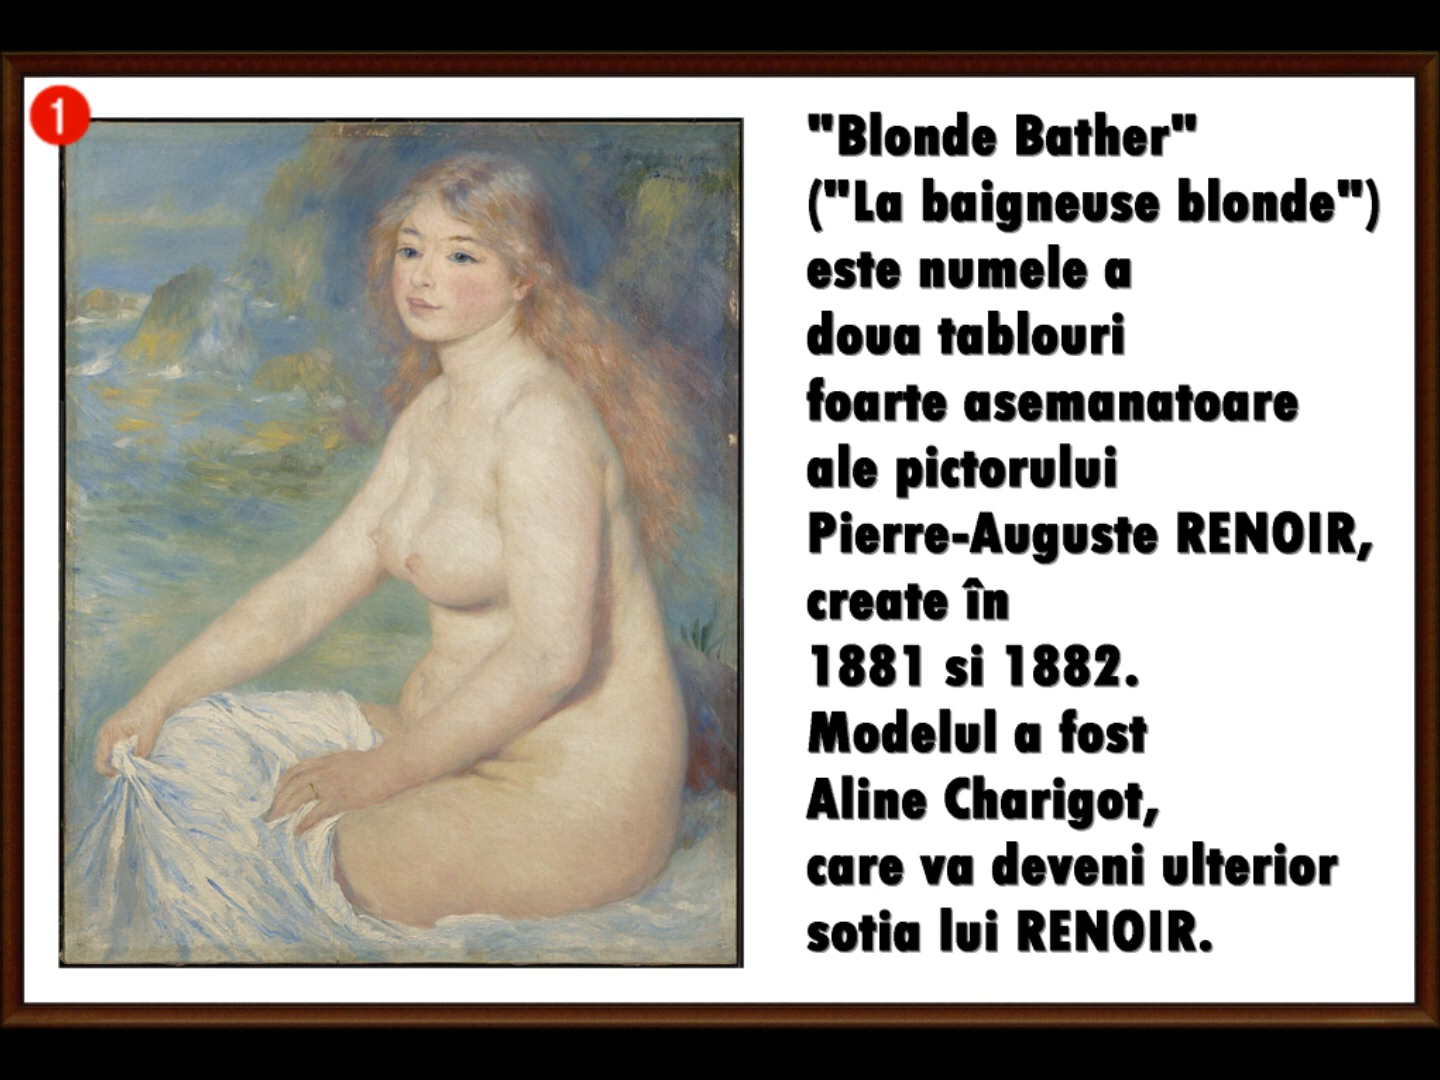 1
"Blonde Bather"
("La baigneuse blonde")
este numele a
doua tablouri
foarte asemanatoare
ale pictorului
Pierre-Auguste RENOIR,
create în
1881 si 1882.
Modelul a fost
Aline Charigot,
care va deveni ulterior
sotia lui RENOIR.